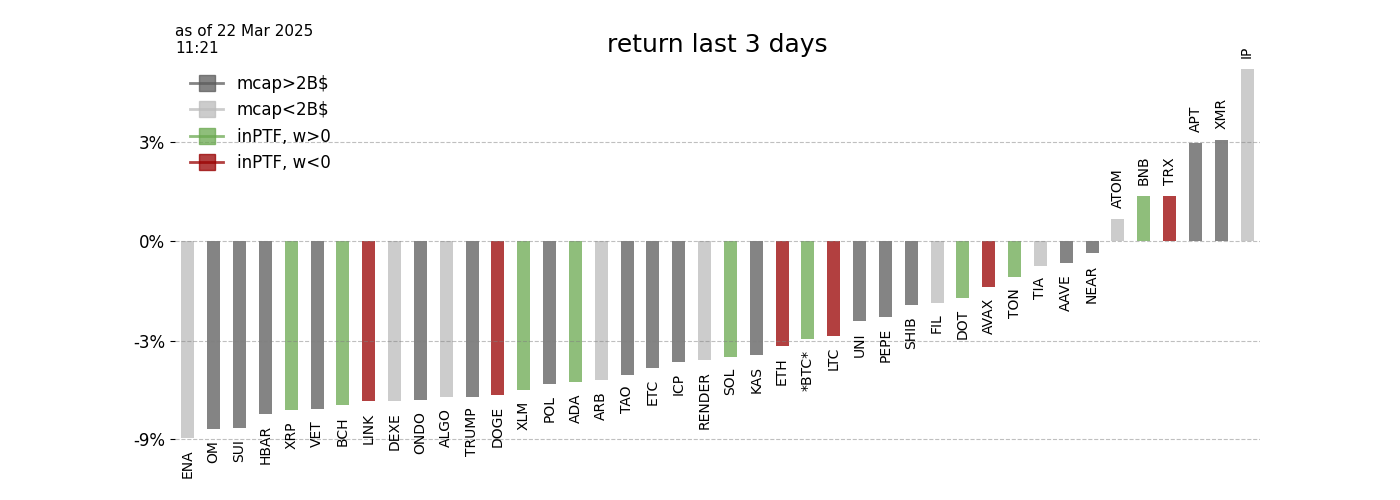 as of 22 Mar 2025
11:21
return last 3 days
mcap>2B$
mcap<2B$
inPTF, w>0
inPTF, w<0
3%
0%
-3%
-9%
ENA
OM
SUI
HBAR
XRP
VET
BCH
LINK
DEXE
ONDO
ALGO
TRUMP
DOGE
XLM
POL
ADA
ARB
TAO
ETC
ICP
RENDER
SOL
KAS
ETH
*BTC*
LTC
UNI
PEPE
SHIB
FIL
DOT
AVAX
TON
TIA
AAVE
NEAR
ATOM
BNB
TRX
APT
XMR
IP